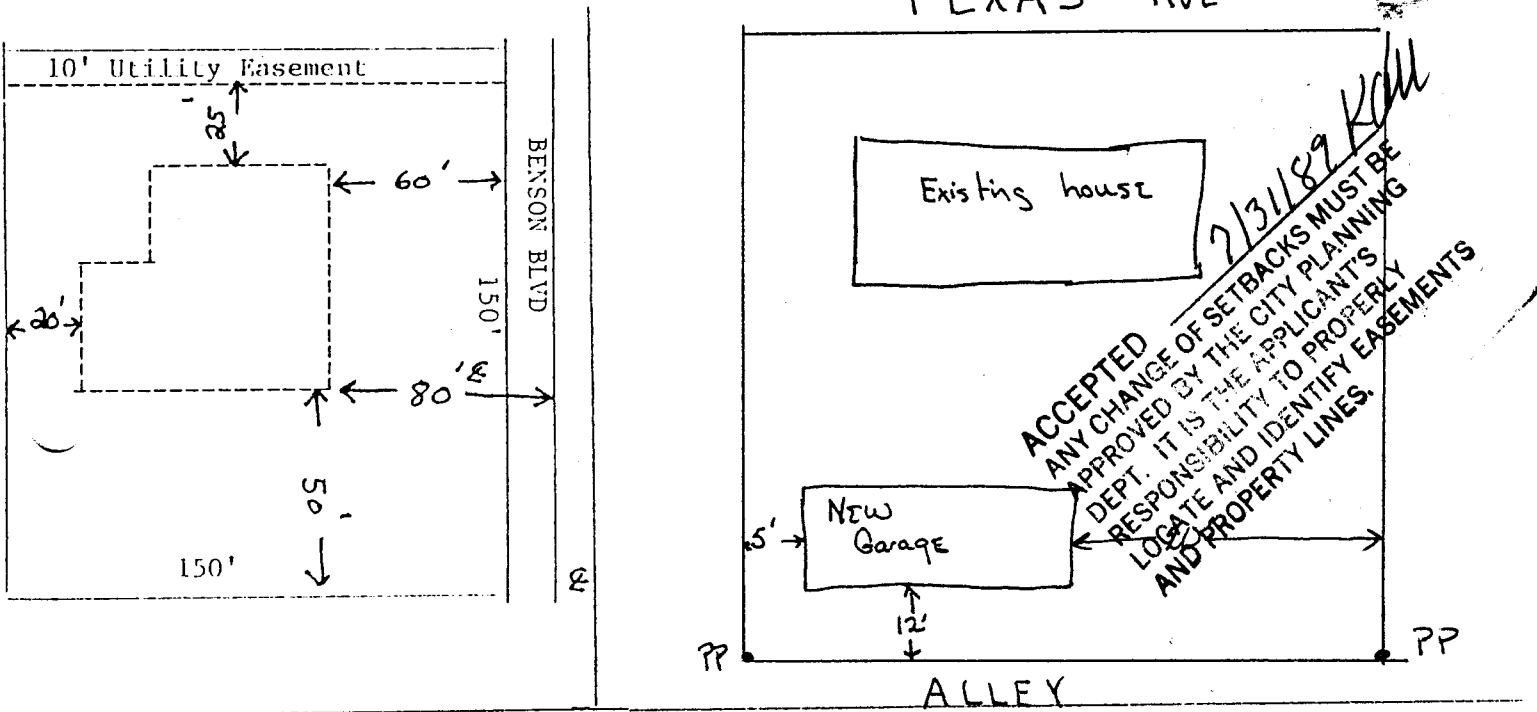 10' Utility Easement
25'
60'
BENSON BLVD
150'
20'
80'
50'
150'
TEXAS AVE
Existing house
7/31/89
ACCEPTED
ANY CHANGE OF SETBACKS MUST BE
APPROVED BY THE CITY PLANNING
DEPT. IT IS THE APPLICANT'S
RESPONSIBILITY TO PROPERLY
LOCATE AND IDENTIFY EASEMENTS
AND PROPERTY LINES.
NEW
Garage
5'
12'
PP
PP
ALLEY